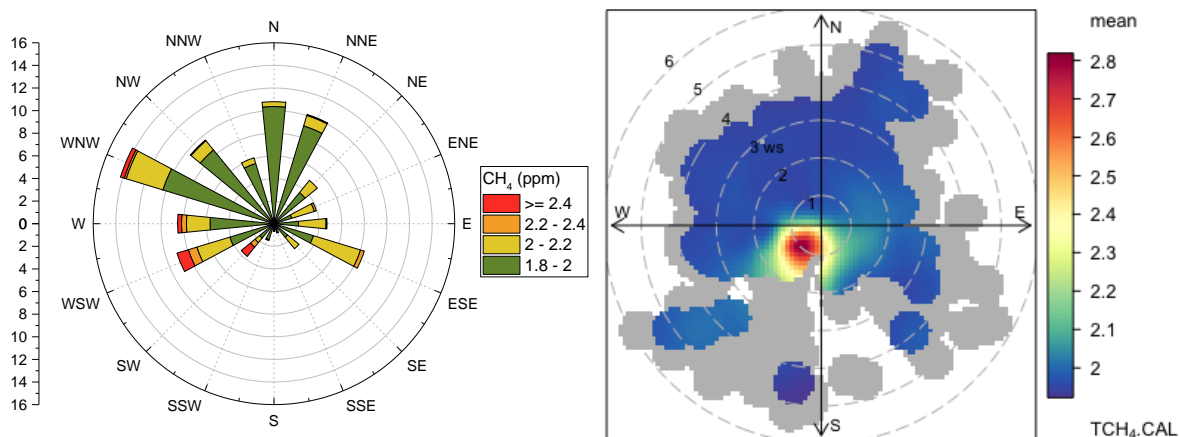 16
14
12
10
8
6
4
2
0
2
4
6
8
10
12
14
16
N
NNE
NE
ENE
E
ESE
SE
SSE
S
SSW
SW
WSW
W
WNW
NW
NNW
CH₄ (ppm)
>= 2.4
2.2 - 2.4
2 - 2.2
1.8 - 2
N
6
5
4
3 ws
2
1
W
E
S
mean
2.8
2.7
2.6
2.5
2.4
2.3
2.2
2.1
2
TCH₄.CAL